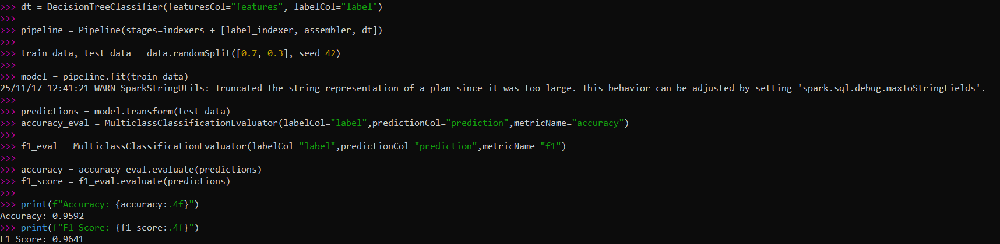 >>> dt = DecisionTreeClassifier(featuresCol="features", labelCol="label")
>>>
>>> pipeline = Pipeline(stages=indexers + [label_indexer, assembler, dt])
>>>
>>> train_data, test_data = data.randomSplit([0.7, 0.3], seed=42)
>>>
>>> model = pipeline.fit(train_data)
25/11/17 12:41:21 WARN SparkStringUtils: Truncated the string representation of a plan since it was too large. This behavior can be adjusted by setting 'spark.sql.debug.maxToStringFields'.
>>>
>>> predictions = model.transform(test_data)
>>> accuracy_eval = MulticlassClassificationEvaluator(labelCol="label",predictionCol="prediction",metricName="accuracy")
>>>
>>> f1_eval = MulticlassClassificationEvaluator(labelCol="label",predictionCol="prediction",metricName="f1")
>>>
>>> accuracy = accuracy_eval.evaluate(predictions)
>>> f1_score = f1_eval.evaluate(predictions)
>>>
>>> print(f"Accuracy: {accuracy:.4f}")
Accuracy: 0.9592
>>> print(f"F1 Score: {f1_score:.4f}")
F1 Score: 0.9641